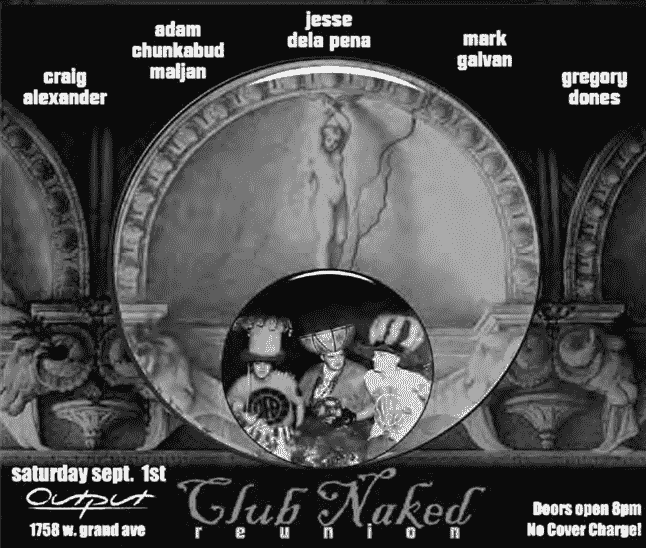 jesse
dela pena
adam
chunkabud
maljan
mark
galvan
craig
alexander
gregory
dones
saturday sept. 1st
Output
1758 w. grand ave
Club Naked
reunion
Doors open 8pm
No Cover Charge!